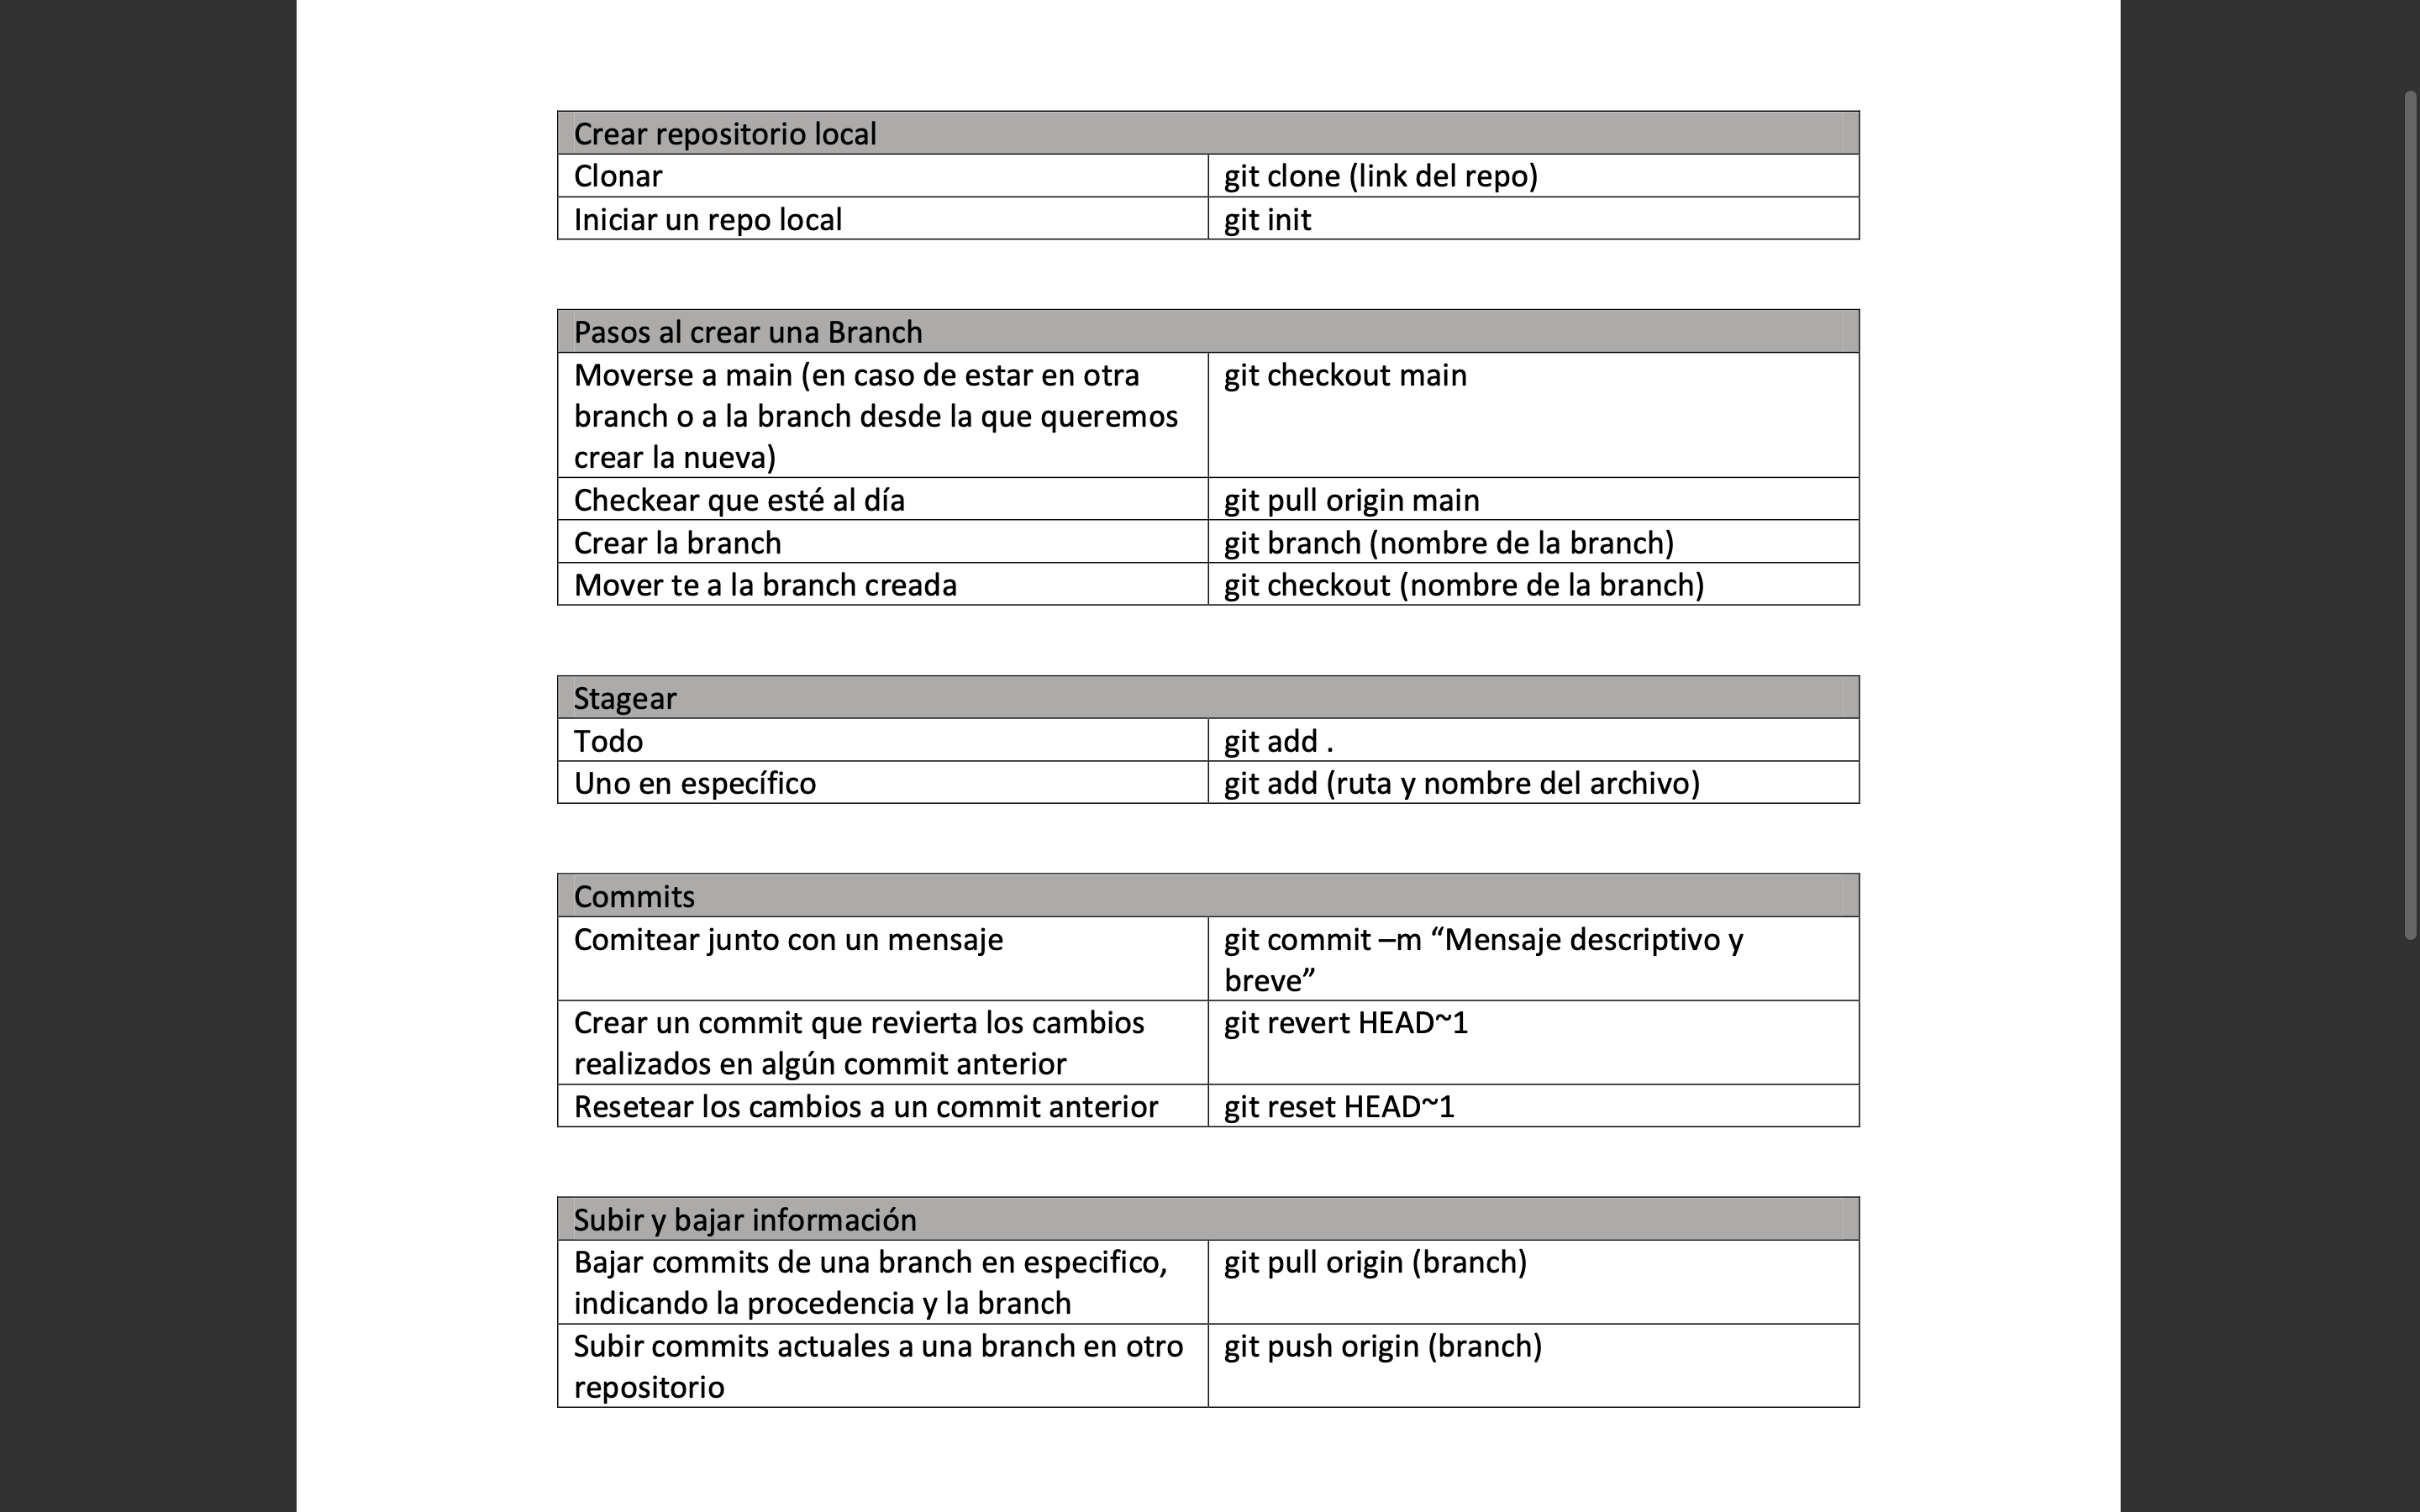 Crear repositorio local
Clonar
git clone (link del repo)
Iniciar un repo local
git init
Pasos al crear una Branch
Moverse a main (en caso de estar en otra
branch o a la branch desde la que queremos
crear la nueva)
git checkout main
Checkear que esté al día
git pull origin main
Crear la branch
git branch (nombre de la branch)
Mover te a la branch creada
git checkout (nombre de la branch)
Stagear
Todo
git add .
Uno en específico
git add (ruta y nombre del archivo)
Commits
Comitear junto con un mensaje
git commit –m “Mensaje descriptivo y
breve”
Crear un commit que revierta los cambios
realizados en algún commit anterior
git revert HEAD~1
Resetear los cambios a un commit anterior
git reset HEAD~1
Subir y bajar información
Bajar commits de una branch en especifico,
indicando la procedencia y la branch
git pull origin (branch)
Subir commits actuales a una branch en otro
repositorio
git push origin (branch)